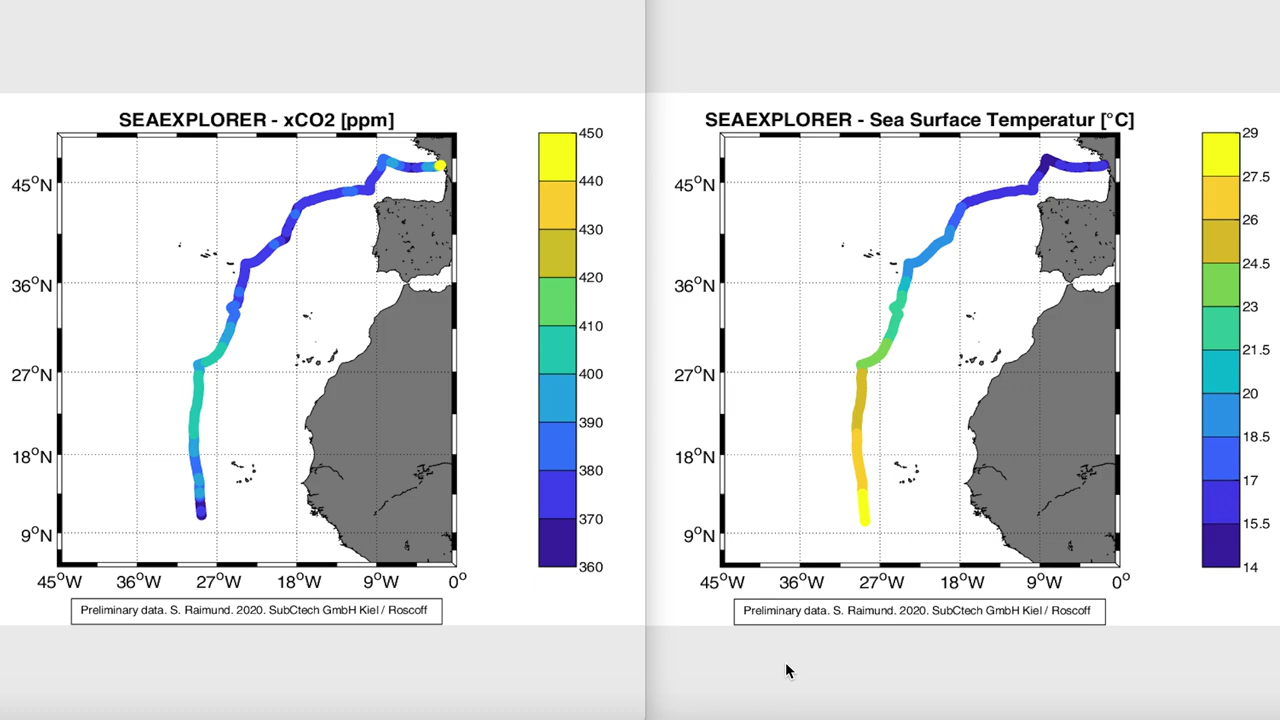 SEAEXPLORER - xCO2 [ppm]
450
440
430
420
410
400
390
380
370
360
45°N
36°N
27°N
18°N
9°N
45°W
36°W
27°W
18°W
9°W
0°
Preliminary data. S. Raimund. 2020. SubCtech GmbH Kiel / Roscoff
SEAEXPLORER - Sea Surface Temperatur [°C]
29
27.5
26
24.5
23
21.5
20
18.5
17
15.5
14
45°N
36°N
27°N
18°N
9°N
45°W
36°W
27°W
18°W
9°W
0°
Preliminary data. S. Raimund. 2020. SubCtech GmbH Kiel / Roscoff